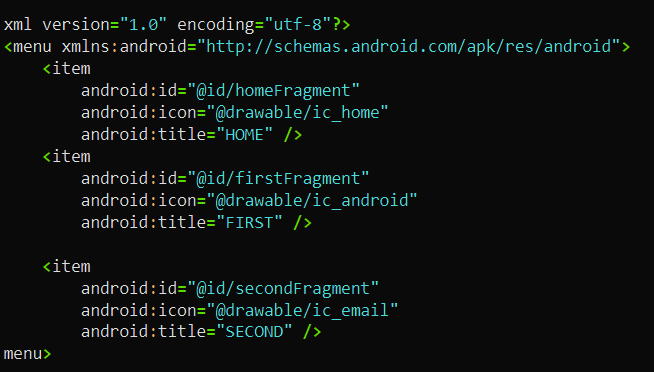 xml version="1.0" encoding="utf-8"?>
<menu xmlns:android="http://schemas.android.com/apk/res/android">
    <item
        android:id="@id/homeFragment"
        android:icon="@drawable/ic_home"
        android:title="HOME" />
    <item
        android:id="@id/firstFragment"
        android:icon="@drawable/ic_android"
        android:title="FIRST" />

    <item
        android:id="@id/secondFragment"
        android:icon="@drawable/ic_email"
        android:title="SECOND" />
menu>